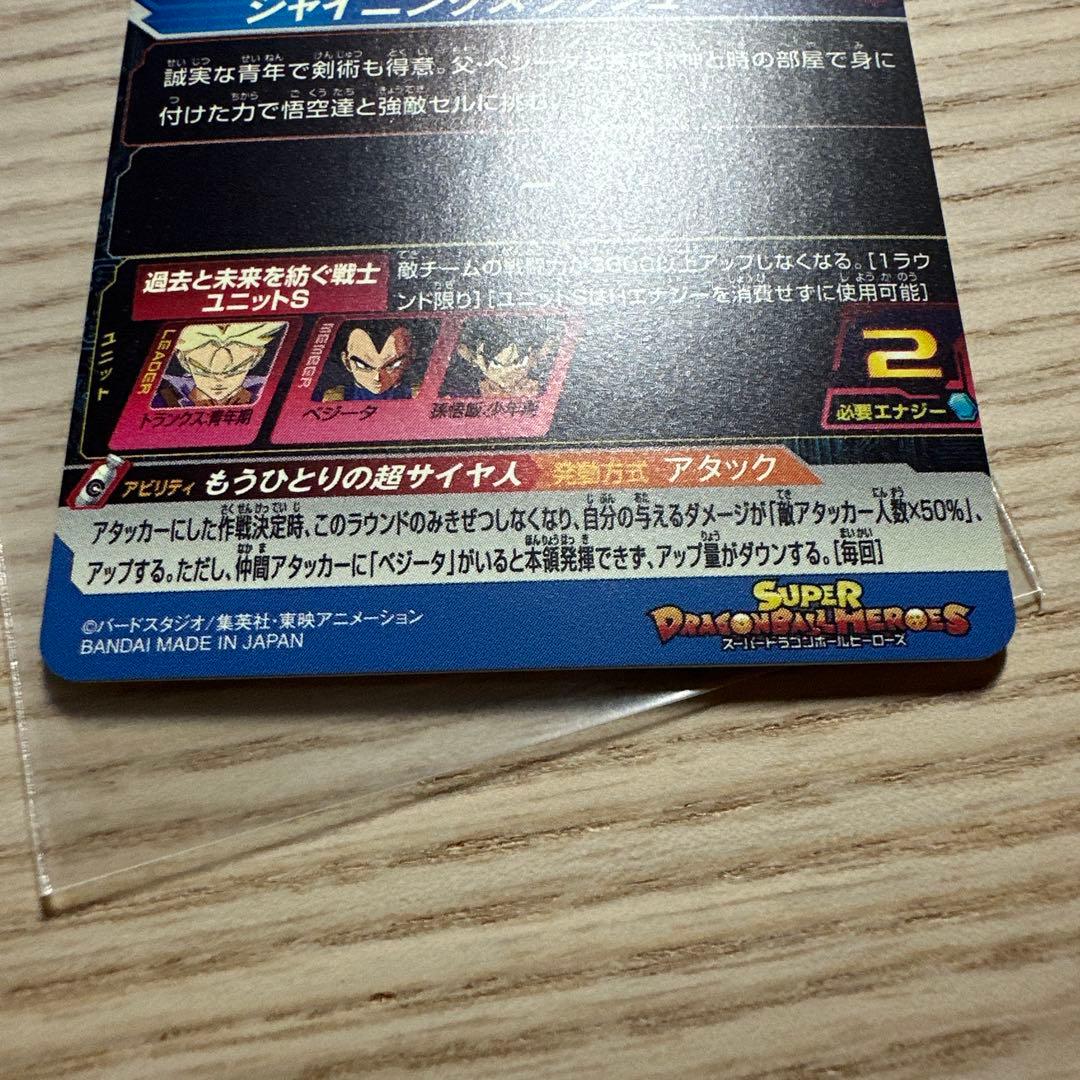 シャイニングスラッシュ
誠実な青年で剣術も得意。父・ベジータと 時の部屋で身に
付けた力で悟空達と強敵セルに挑む
過去と未来を紡ぐ戦士
ユニットS
敵チームの戦闘力が 以上アップしなくなる。[1ラウ
ンド限り][ユニットSはHエナジーを消費せずに使用可能]
ユニット
LEADER
トランクス:青年期
MEMBER
ベジータ
孫悟飯:少年期
2
必要エナジー
アビリティ もうひとりの超サイヤ人 発動方式 アタック
アタッカーにした作戦決定時、このラウンドのみきぜつしなくなり、自分の与えるダメージが「敵アタッカー人数×50%」、
アップする。ただし、仲間アタッカーに「ベジータ」がいると本領発揮できず、アップ量がダウンする。[毎回]
©バードスタジオ/集英社・東映アニメーション
BANDAI MADE IN JAPAN
SUPER
DRAGONBALL HEROES
スーパードラゴンボールヒーローズ